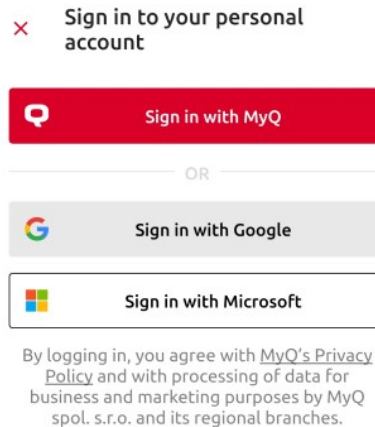 Sign in to your personal
account
Sign in with MyQ
OR
Sign in with Google
Sign in with Microsoft
By logging in, you agree with MyQ's Privacy
Policy and with processing of data for
business and marketing purposes by MyQ
spol. s.r.o. and its regional branches.